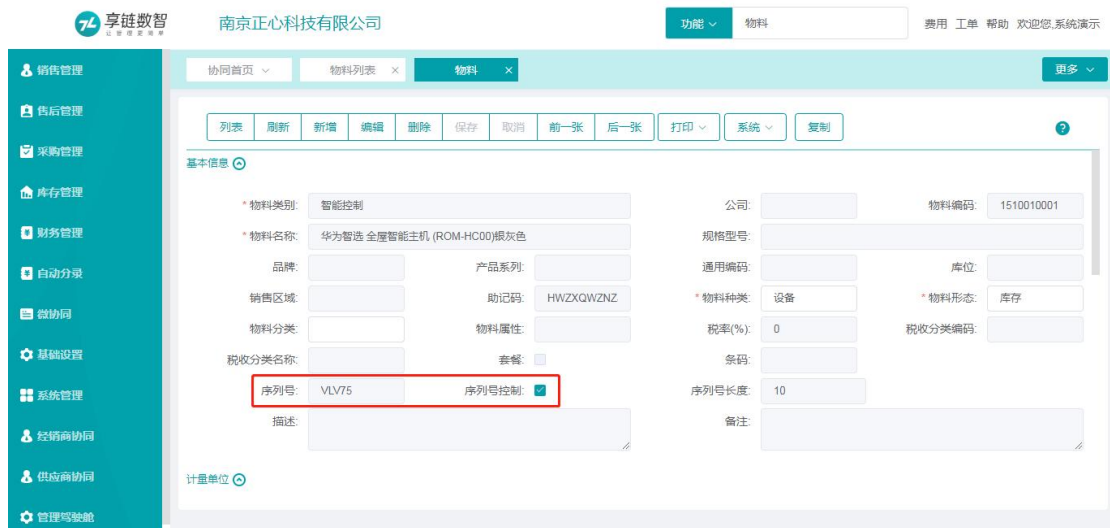 享链数智 南京正心科技有限公司 功能 物料 费用 工单 帮助 欢迎您,系统演示
让管理更简单
销售管理
售后管理
采购管理
库存管理
财务管理
自动分录
微协同
基础设置
系统管理
经销商协同
供应商协同
管理驾驶舱
协同首页 物料列表 × 物料 × 更多
列表 刷新 新增 编辑 删除 保存 取消 前一张 后一张 打印 系统 复制 ?
基本信息
*物料类别: 智能控制 公司: 物料编码: 1510010001
*物料名称: 华为智选 全屋智能主机 (ROM-HC00)银灰色 规格型号:
品牌: 产品系列: 通用编码: 库位:
销售区域: 助记码: HWZXQWZNZ *物料种类: 设备 *物料形态: 库存
物料分类: 物料属性: 税率(%): 0 税收分类编码:
税收分类名称: 套餐: 条码:
序列号: VLV75 序列号控制: 序列号长度: 10
描述: 备注:
计量单位